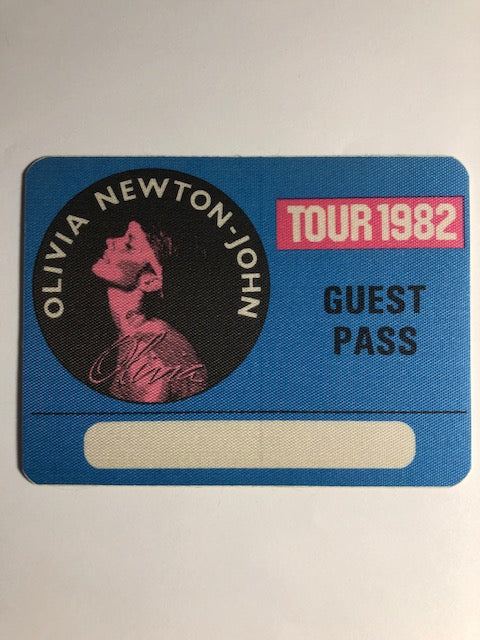 OLIVIA NEWTON-JOHN
Olivia
TOUR 1982
GUEST
PASS